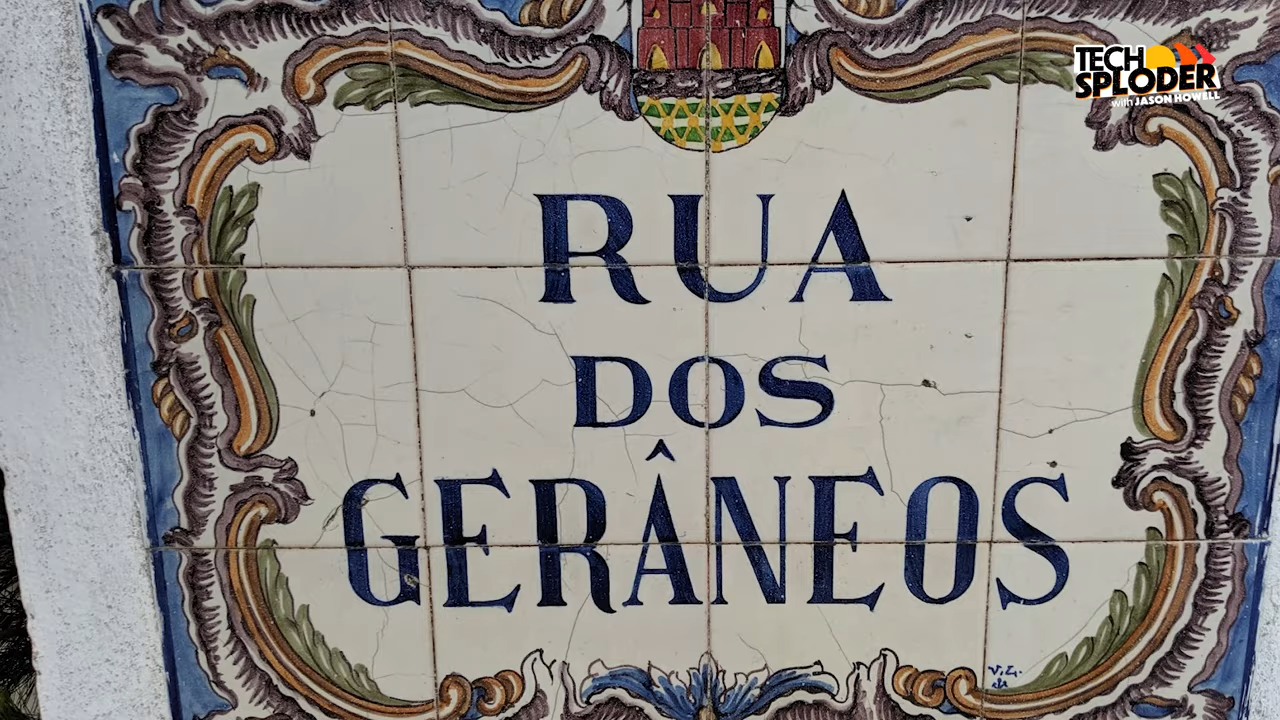 TECH
SPLODER
with JASON HOWELL
RUA
DOS
GERÂNEOS
V.L.